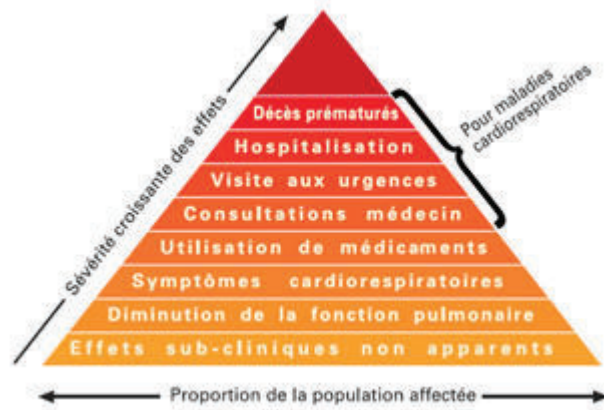 Sévérité croissante des effets
Décès prématurés
Hospitalisation
Visite aux urgences
Consultations médecin
Utilisation de médicaments
Symptômes cardiorespiratoires
Diminution de la fonction pulmonaire
Effets sub-cliniques non apparents
Pour maladies
cardiorespiratoires
Proportion de la population affectée